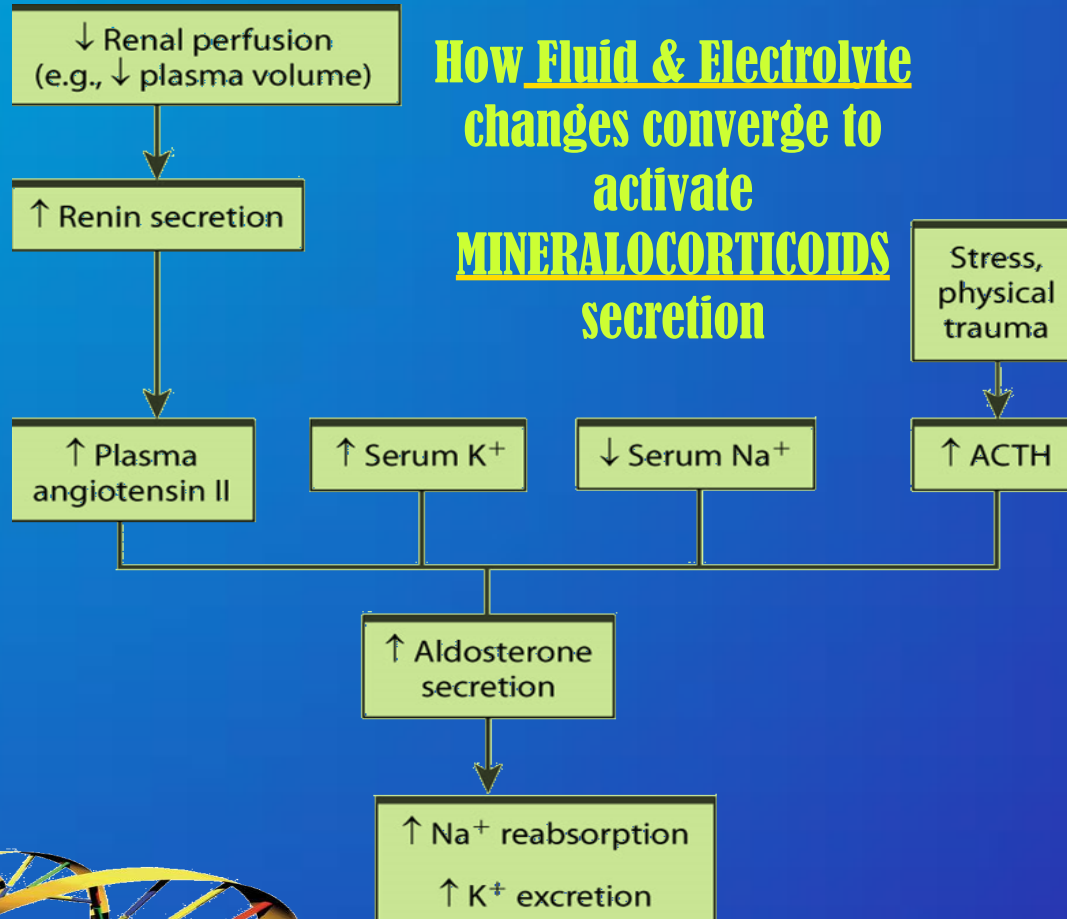 ↓ Renal perfusion
(e.g., ↓ plasma volume)
How Fluid & Electrolyte
changes converge to
activate
MINERALOCORTICOIDS
secretion
↑ Renin secretion
Stress,
physical
trauma
↑ Plasma
angiotensin II
↑ Serum K⁺
↓ Serum Na⁺
↑ ACTH
↑ Aldosterone
secretion
↑ Na⁺ reabsorption
↑ K⁺ excretion